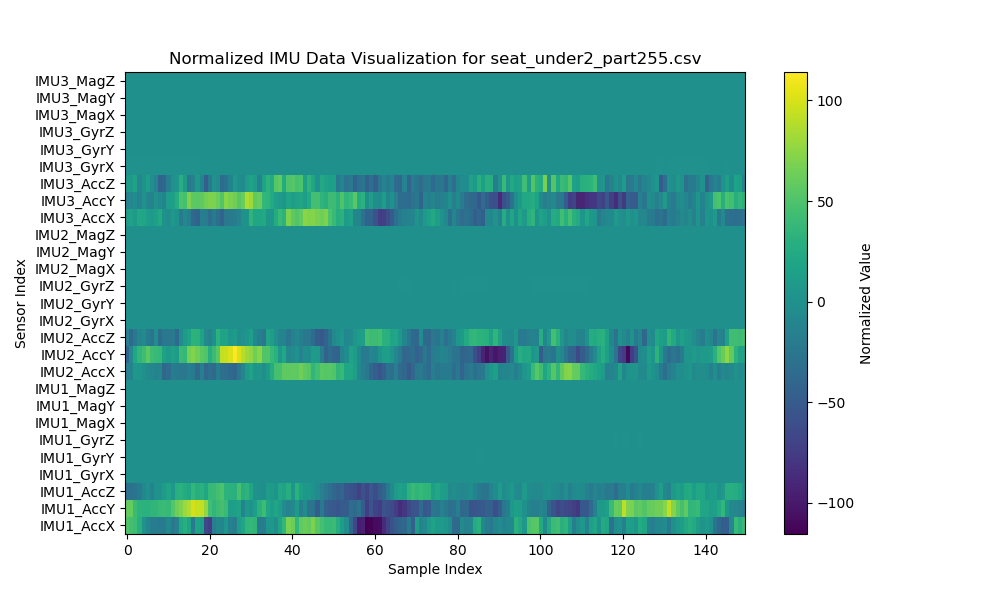 Normalized IMU Data Visualization for seat_under2_part255.csv
IMU3_MagZ
IMU3_MagY
IMU3_MagX
IMU3_GyrZ
IMU3_GyrY
IMU3_GyrX
IMU3_AccZ
IMU3_AccY
IMU3_AccX
IMU2_MagZ
IMU2_MagY
IMU2_MagX
IMU2_GyrZ
IMU2_GyrY
IMU2_GyrX
IMU2_AccZ
IMU2_AccY
IMU2_AccX
IMU1_MagZ
IMU1_MagY
IMU1_MagX
IMU1_GyrZ
IMU1_GyrY
IMU1_GyrX
IMU1_AccZ
IMU1_AccY
IMU1_AccX
Sensor Index
0 20 40 60 80 100 120 140
Sample Index
100
50
0
−50
−100
Normalized Value